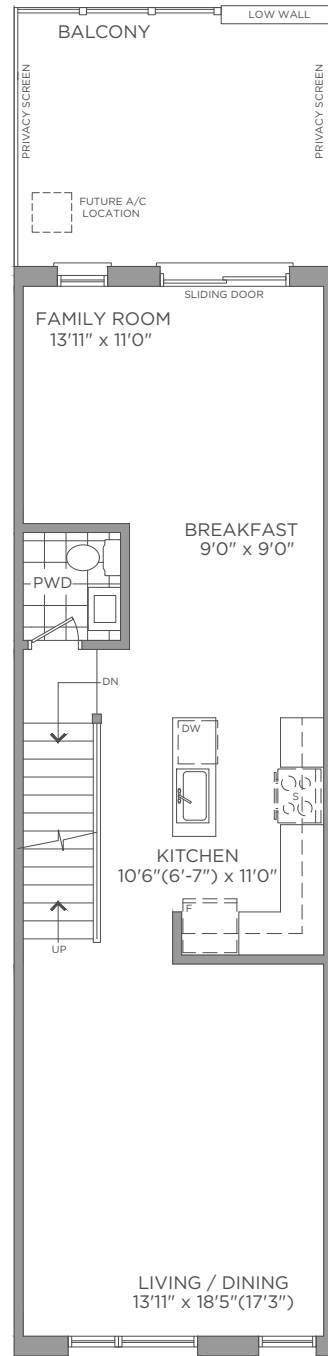 LOW WALL
BALCONY
PRIVACY SCREEN
PRIVACY SCREEN
FUTURE A/C
LOCATION
SLIDING DOOR
FAMILY ROOM
13'11" x 11'0"
BREAKFAST
9'0" x 9'0"
PWD
DN
DW
S
KITCHEN
10'6"(6'-7") x 11'0"
F
UP
LIVING / DINING
13'11" x 18'5"(17'3")